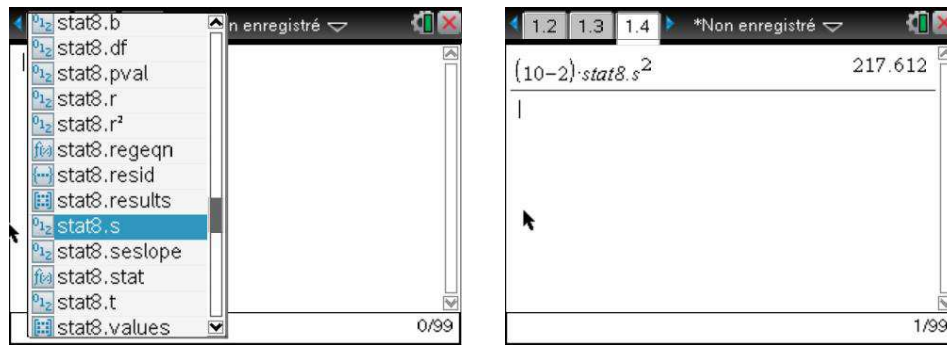 stat8.b
n enregistré
stat8.df
stat8.pval
stat8.r
stat8.r²
stat8.regeqn
stat8.resid
stat8.results
stat8.s
stat8.seslope
stat8.stat
stat8.t
stat8.values
0/99
1.2 1.3 1.4 *Non enregistré
(10−2)·stat8.s² 217.612
1/99